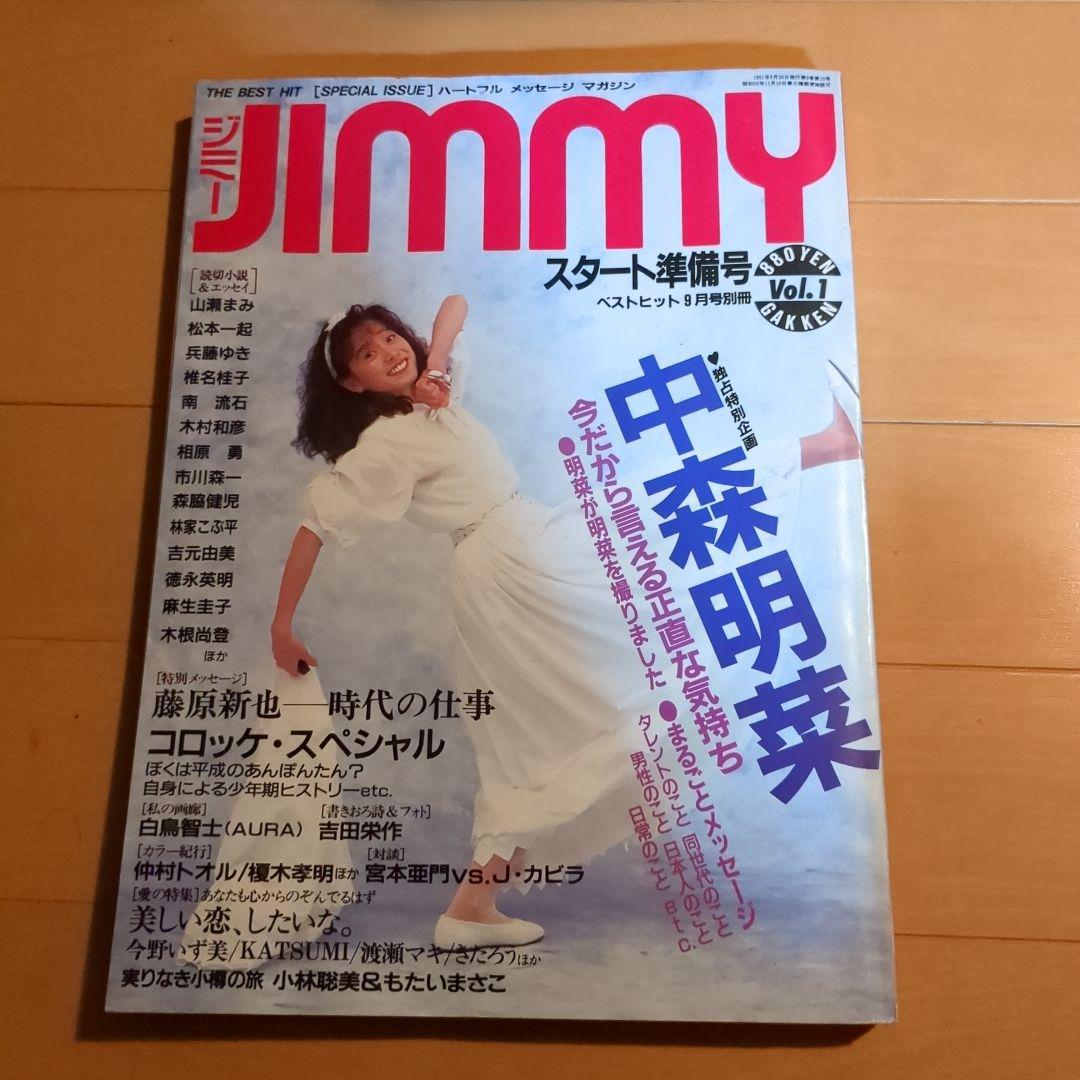 THE BEST HIT [SPECIAL ISSUE] ハートフル メッセージ マガジン
ジミー
JIMMY
スタート準備号
ベストヒット9月号別冊
880YEN
Vol.1
GAKKEN
[読切小説
&エッセイ]
山瀬まみ
松本一起
兵藤ゆき
椎名桂子
南 流石
木村和彦
相原 勇
市川森一
森脇健児
林家こぶ平
吉元由美
徳永英明
麻生圭子
木根尚登
ほか
♥独占特別企画
中森明菜
今だから言える正直な気持ち
●明菜が明菜を撮りました
●まるごとメッセージ
タレントのこと 同世代のこと
男性のこと 日本人のこと
日常のこと etc.
[特別メッセージ]
藤原新也―時代の仕事
コロッケ・スペシャル
ぼくは平成のあんぽんたん?
自身による少年期ヒストリーetc.
[私の画廊]
白鳥智士(AURA)
[書きおろ詩&フォト]
吉田栄作
[カラー紀行]
仲村トオル/榎木孝明ほか
[対談]
宮本亜門vs.J・カビラ
[愛の特集]あなたも心からのぞんでるはず
美しい恋、したいな。
今野いず美/KATSUMI/渡瀬マキ/さたろうほか
実りなき小樽の旅 小林聡美&もたいまさこ